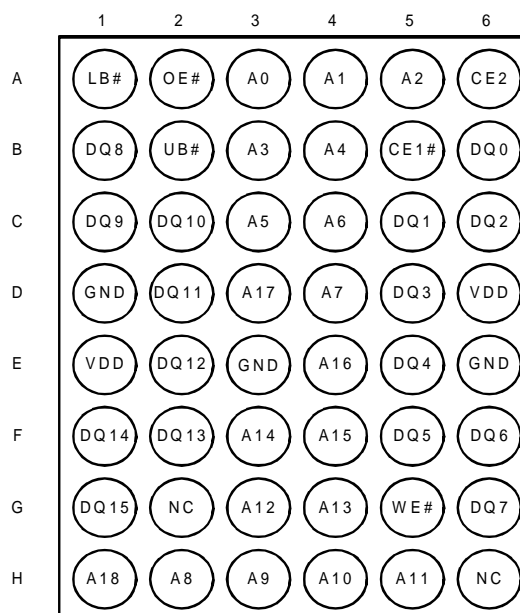 1 2 3 4 5 6
A LB# OE# A0 A1 A2 CE2
B DQ8 UB# A3 A4 CE1# DQ0
C DQ9 DQ10 A5 A6 DQ1 DQ2
D GND DQ11 A17 A7 DQ3 VDD
E VDD DQ12 GND A16 DQ4 GND
F DQ14 DQ13 A14 A15 DQ5 DQ6
G DQ15 NC A12 A13 WE# DQ7
H A18 A8 A9 A10 A11 NC